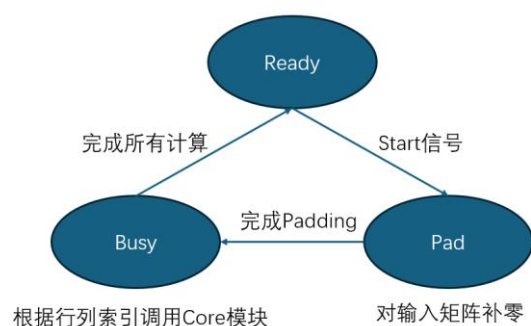 Ready
完成所有计算
Start信号
完成Padding
Busy
Pad
根据行列索引调用Core模块
对输入矩阵补零